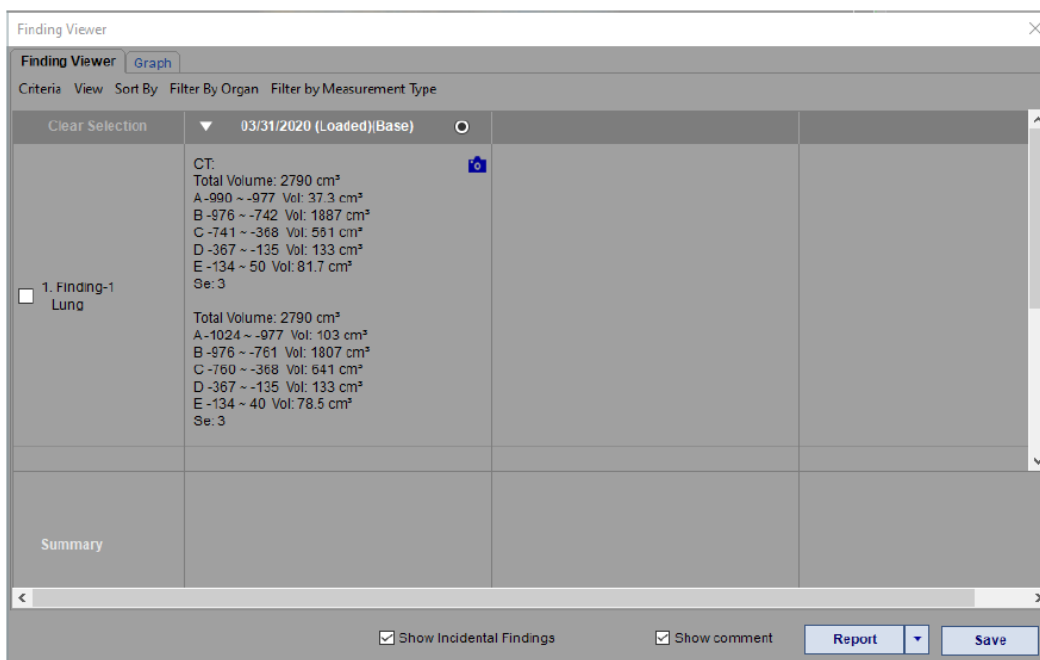 Finding Viewer
Finding Viewer Graph
Criteria View Sort By Filter By Organ Filter by Measurement Type
Clear Selection 03/31/2020 (Loaded)(Base)
CT:
Total Volume: 2790 cm³
A -990 ~ -977 Vol: 37.3 cm³
B -976 ~ -742 Vol: 1887 cm³
C -741 ~ -368 Vol: 561 cm³
D -367 ~ -135 Vol: 133 cm³
E -134 ~ 50 Vol: 81.7 cm³
Se: 3
1. Finding-1
Lung
Total Volume: 2790 cm³
A -1024 ~ -977 Vol: 103 cm³
B -976 ~ -761 Vol: 1807 cm³
C -760 ~ -368 Vol: 641 cm³
D -367 ~ -135 Vol: 133 cm³
E -134 ~ 40 Vol: 78.5 cm³
Se: 3
Summary
Show Incidental Findings Show comment Report Save